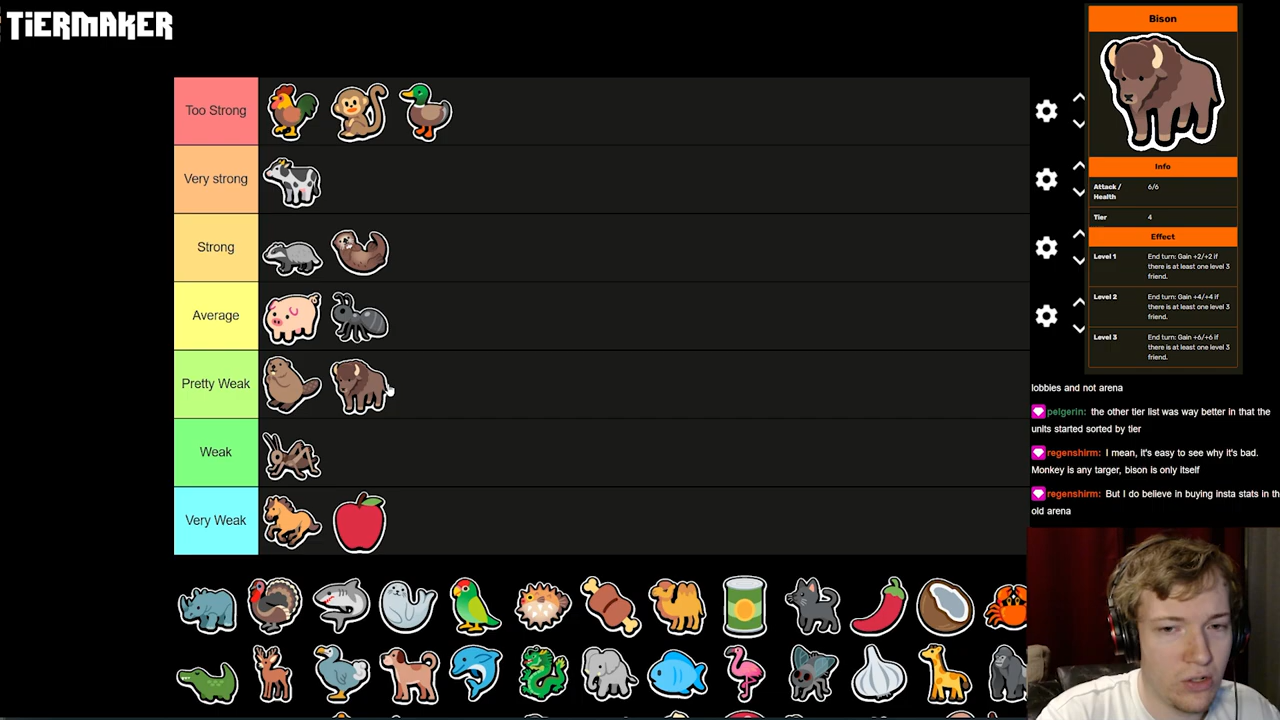 TiERMAKER
Too Strong
Very strong
Strong
Average
Pretty Weak
Weak
Very Weak
Bison
Info
Attack / Health
6/6
Tier
4
Effect
Level 1
End turn: Gain +2/+2 if
there is at least one level 3
friend.
Level 2
End turn: Gain +4/+4 if
there is at least one level 3
friend.
Level 3
End turn: Gain +6/+6 if
there is at least one level 3
friend.
lobbies and not arena
pelgerin: the other tier list was way better in that the
units started sorted by tier
regenshirm: I mean, it's easy to see why it's bad.
Monkey is any targer, bison is only itself
regenshirm: But I do believe in buying insta stats in th
old arena